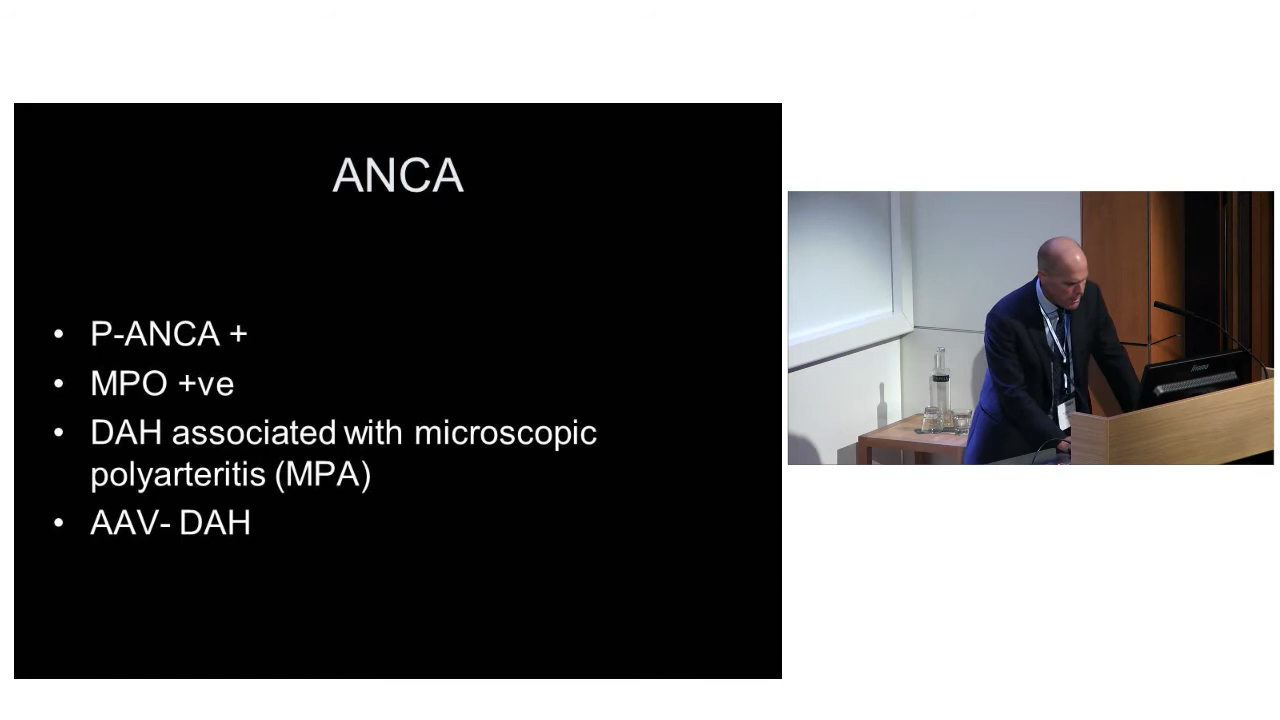 ANCA
• P-ANCA +
• MPO +ve
• DAH associated with microscopic
polyarteritis (MPA)
• AAV- DAH